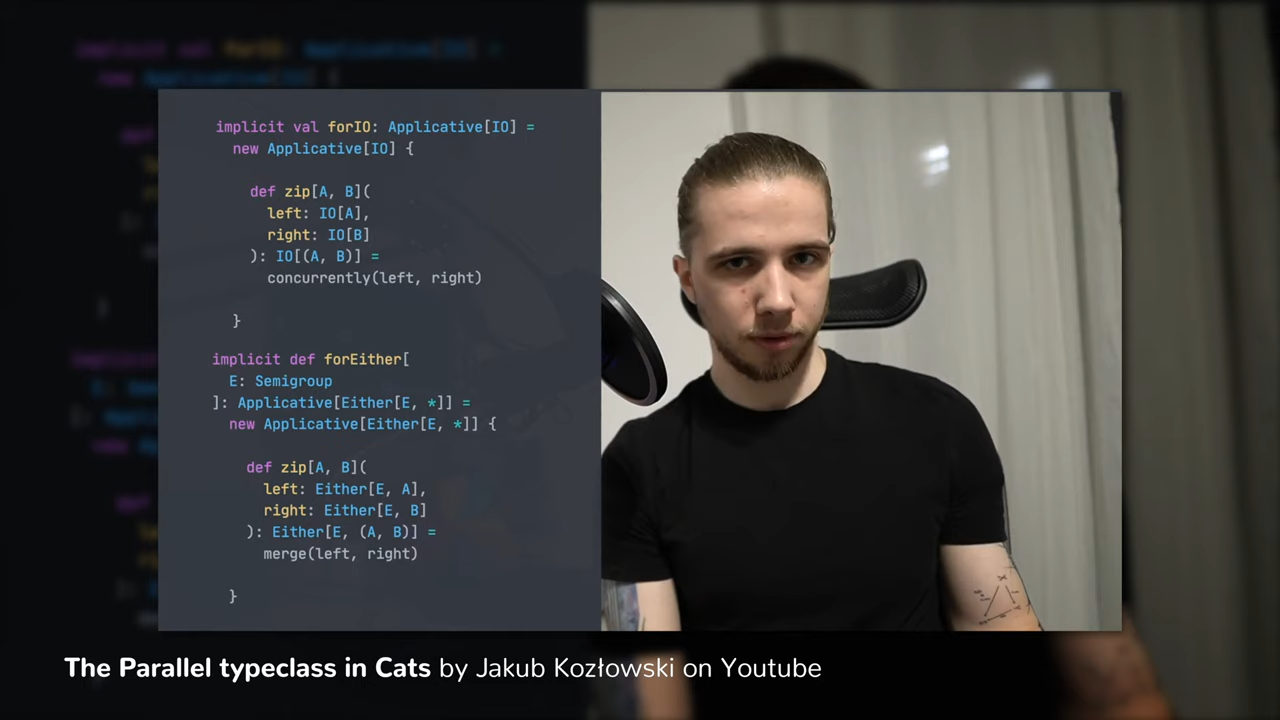 implicit val forIO: Applicative[IO] =
new Applicative[IO] {
def zip[A, B](
left: IO[A],
right: IO[B]
): IO[(A, B)] =
concurrently(left, right)
}
implicit def forEither[
E: Semigroup
]: Applicative[Either[E, *]] =
new Applicative[Either[E, *]] {
def zip[A, B](
left: Either[E, A],
right: Either[E, B]
): Either[E, (A, B)] =
merge(left, right)
}
The Parallel typeclass in Cats by Jakub Kozłowski on Youtube